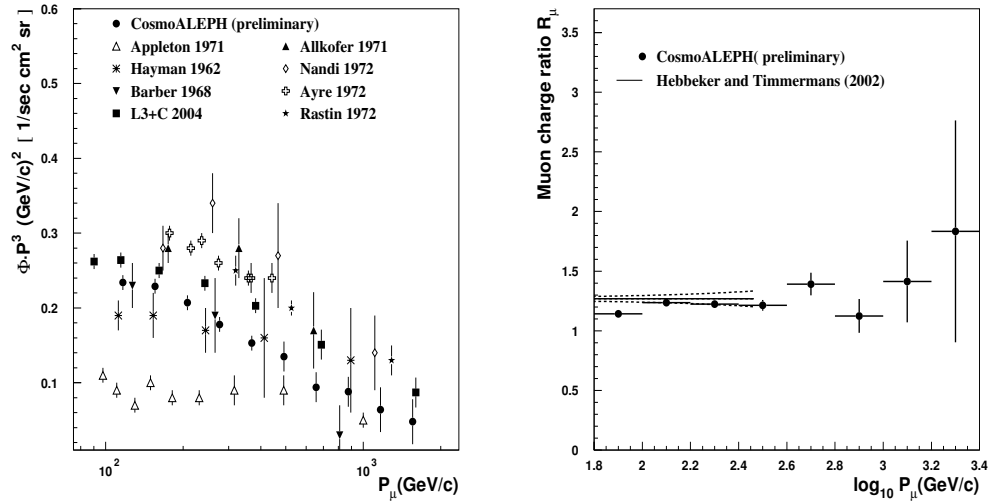 Φ·P³ (GeV/c)² [ 1/sec cm² sr ]
0.6
0.5
0.4
0.3
0.2
0.1
CosmoALEPH (preliminary)
Appleton 1971
Allkofer 1971
Hayman 1962
Nandi 1972
Barber 1968
Ayre 1972
L3+C 2004
Rastin 1972
10²
10³
Pμ(GeV/c)
Muon charge ratio Rμ
3.5
3
2.5
2
1.5
1
0.5
0
CosmoALEPH( preliminary)
Hebbeker and Timmermans (2002)
1.8
2
2.2
2.4
2.6
2.8
3
3.2
3.4
log₁₀ Pμ(GeV/c)